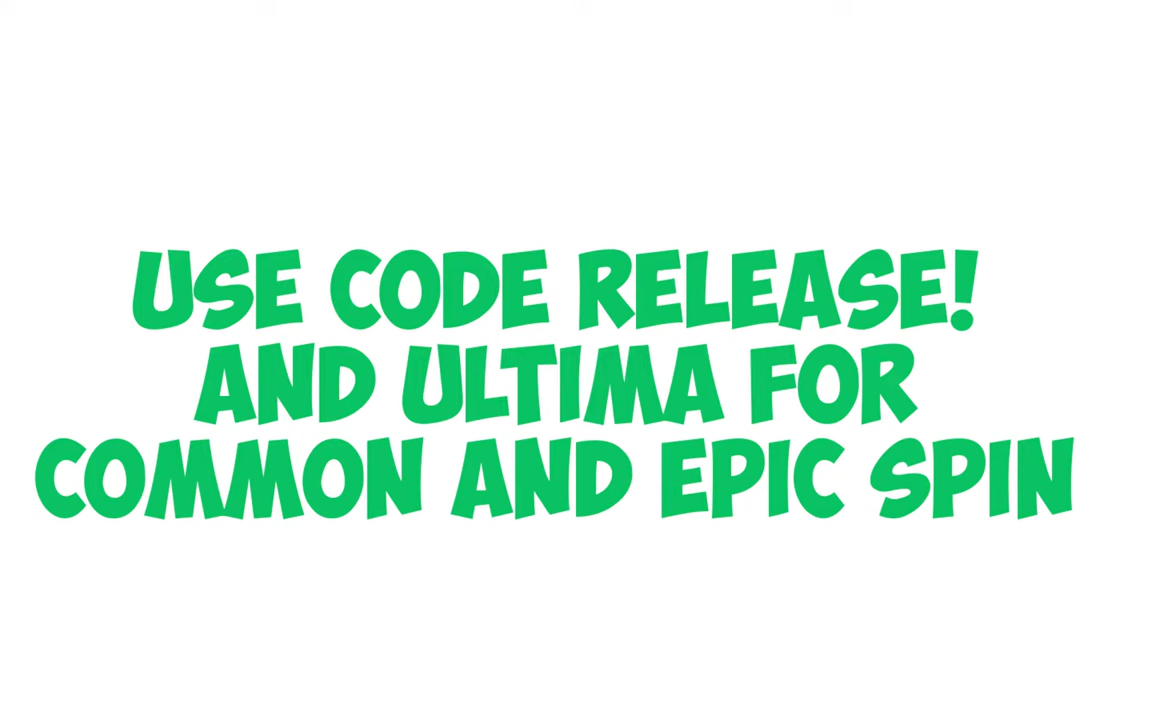 USE CODE RELEASE!
AND ULTIMA FOR
COMMON AND EPIC SPIN